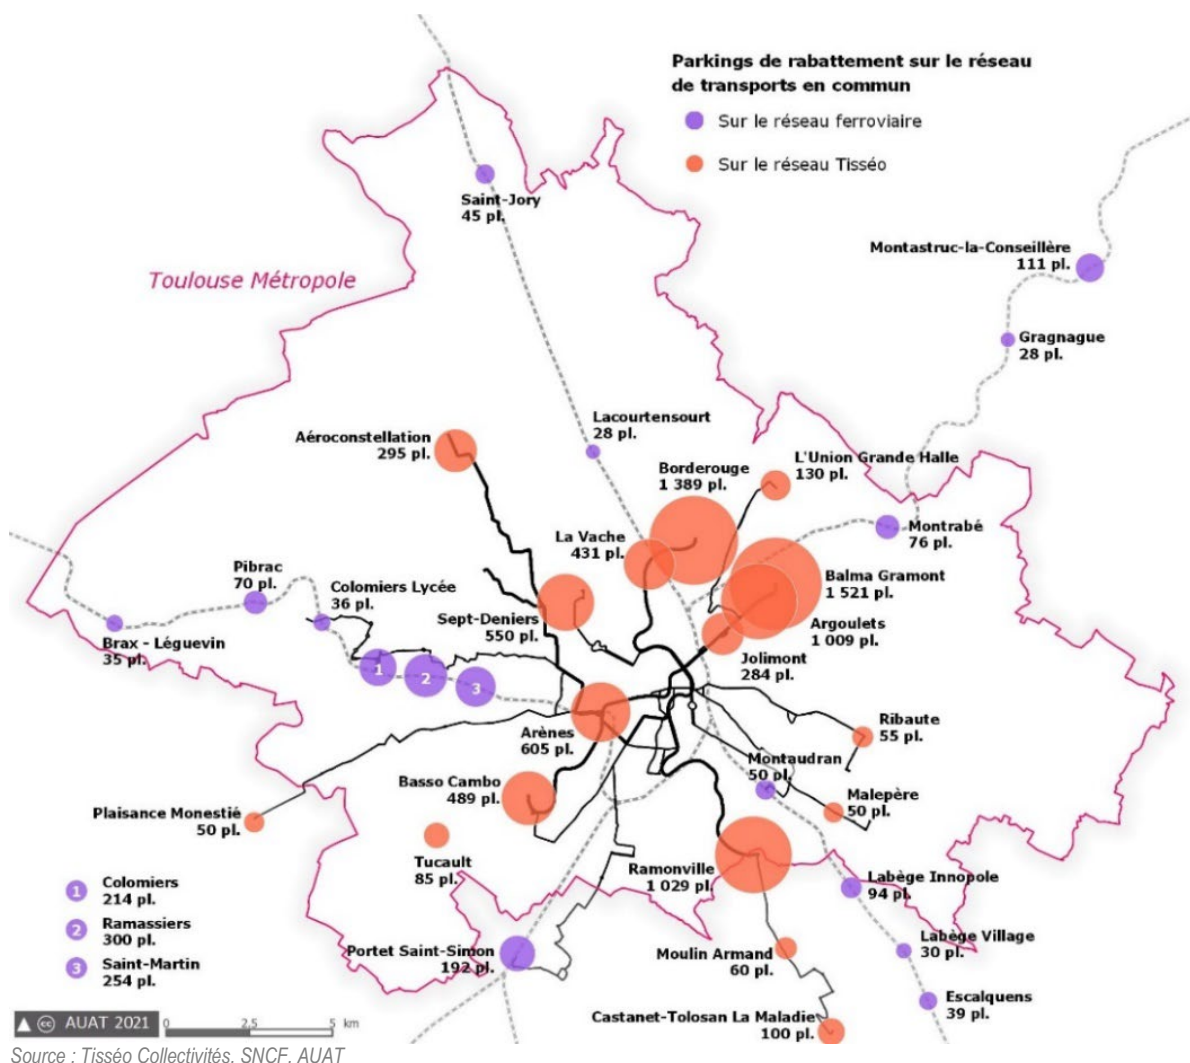 Parkings de rabattement sur le réseau
de transports en commun
Sur le réseau ferroviaire
Sur le réseau Tisséo
Saint-Jory
45 pl.
Toulouse Métropole
Montastruc-la-Conseillère
111 pl.
Gragnague
28 pl.
Lacourtensourt
28 pl.
Aéroconstellation
295 pl.
Borderouge
1 389 pl.
L'Union Grande Halle
130 pl.
La Vache
431 pl.
Montrabé
76 pl.
Pibrac
70 pl.
Colomiers Lycée
36 pl.
Balma Gramont
1 521 pl.
Sept-Deniers
550 pl.
Argoulets
1 009 pl.
Brax - Léguevin
35 pl.
Jolimont
284 pl.
1
2
3
Arènes
605 pl.
Ribaute
55 pl.
Montaudran
50 pl.
Basso Cambo
489 pl.
Malepère
50 pl.
Plaisance Monestié
50 pl.
Tucault
85 pl.
Ramonville
1 029 pl.
Labège Innopole
94 pl.
1 Colomiers
214 pl.
2 Ramassiers
300 pl.
3 Saint-Martin
254 pl.
Portet Saint-Simon
192 pl.
Moulin Armand
60 pl.
Labège Village
30 pl.
Escalquens
39 pl.
Castanet-Tolosan La Maladie
100 pl.
cc AUAT 2021
0 2,5 5 km
Source : Tisséo Collectivités, SNCF, AUAT